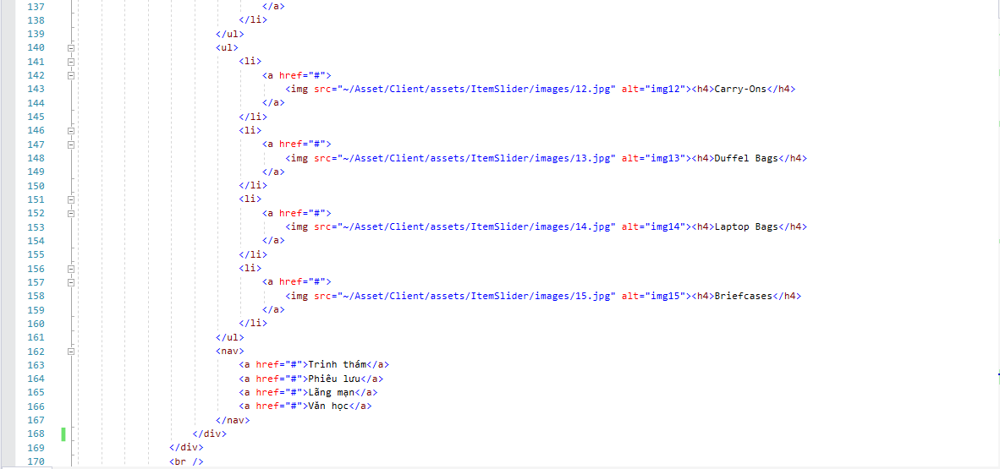 137 </a>
138 </li>
139 </ul>
140 <ul>
141 <li>
142 <a href="#">
143 <img src="~/Asset/Client/assets/ItemSlider/images/12.jpg" alt="img12"><h4>Carry-Ons</h4>
144 </a>
145 </li>
146 <li>
147 <a href="#">
148 <img src="~/Asset/Client/assets/ItemSlider/images/13.jpg" alt="img13"><h4>Duffel Bags</h4>
149 </a>
150 </li>
151 <li>
152 <a href="#">
153 <img src="~/Asset/Client/assets/ItemSlider/images/14.jpg" alt="img14"><h4>Laptop Bags</h4>
154 </a>
155 </li>
156 <li>
157 <a href="#">
158 <img src="~/Asset/Client/assets/ItemSlider/images/15.jpg" alt="img15"><h4>Briefcases</h4>
159 </a>
160 </li>
161 </ul>
162 <nav>
163 <a href="#">Trinh thám</a>
164 <a href="#">Phiêu lưu</a>
165 <a href="#">Lãng mạn</a>
166 <a href="#">Văn học</a>
167 </nav>
168 </div>
169 </div>
170 <br />